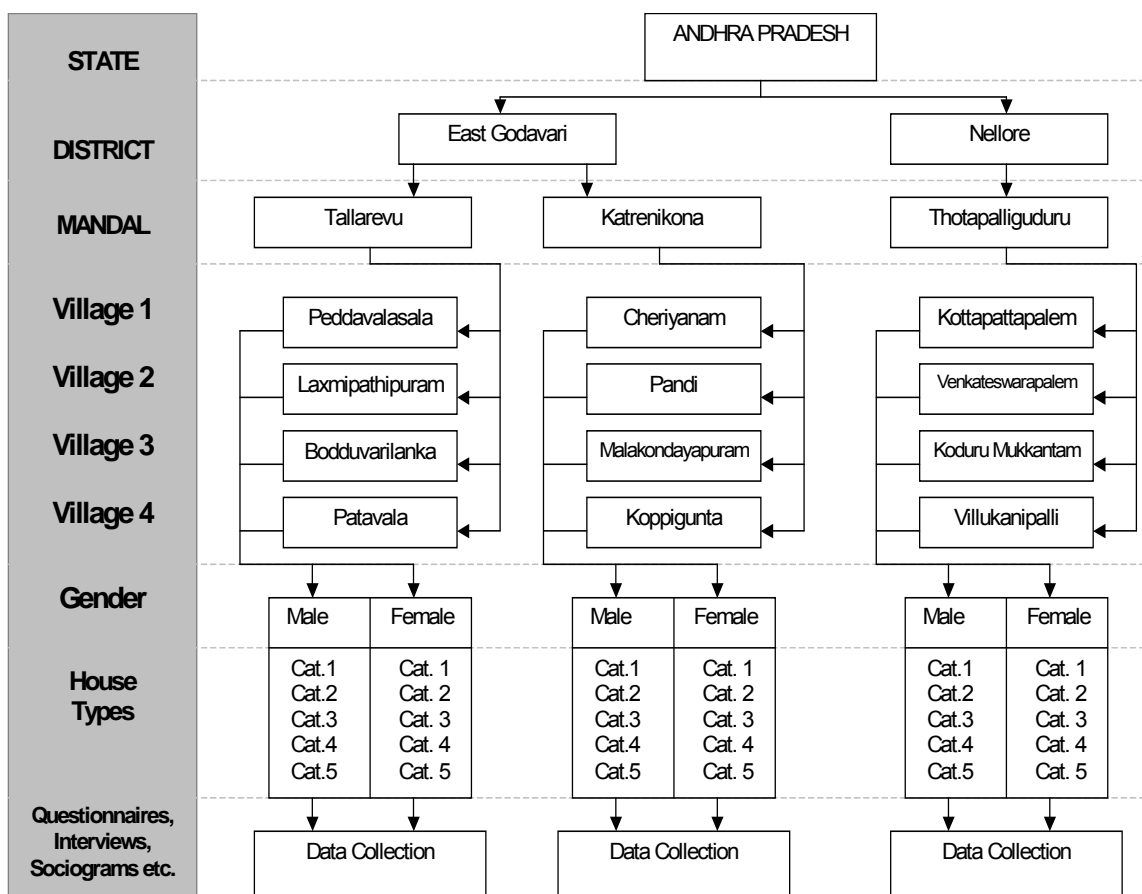 ANDHRA PRADESH
STATE
East Godavari
Nellore
DISTRICT
Tallarevu
Katrenikona
Thotapalliguduru
MANDAL
Village 1
Peddavalasala
Cheriyanam
Kottapattapalem
Village 2
Laxmipathipuram
Pandi
Venkateswarapalem
Village 3
Bodduvarilanka
Malakondayapuram
Koduru Mukkantam
Village 4
Patavala
Koppigunta
Villukanipalli
Gender
Male
Female
Male
Female
Male
Female
House
Types
Cat.1
Cat.2
Cat.3
Cat.4
Cat.5
Cat. 1
Cat. 2
Cat. 3
Cat. 4
Cat. 5
Cat.1
Cat.2
Cat.3
Cat.4
Cat.5
Cat. 1
Cat. 2
Cat. 3
Cat. 4
Cat. 5
Cat.1
Cat.2
Cat.3
Cat.4
Cat.5
Cat. 1
Cat. 2
Cat. 3
Cat. 4
Cat. 5
Questionnaires,
Interviews,
Sociograms etc.
Data Collection
Data Collection
Data Collection